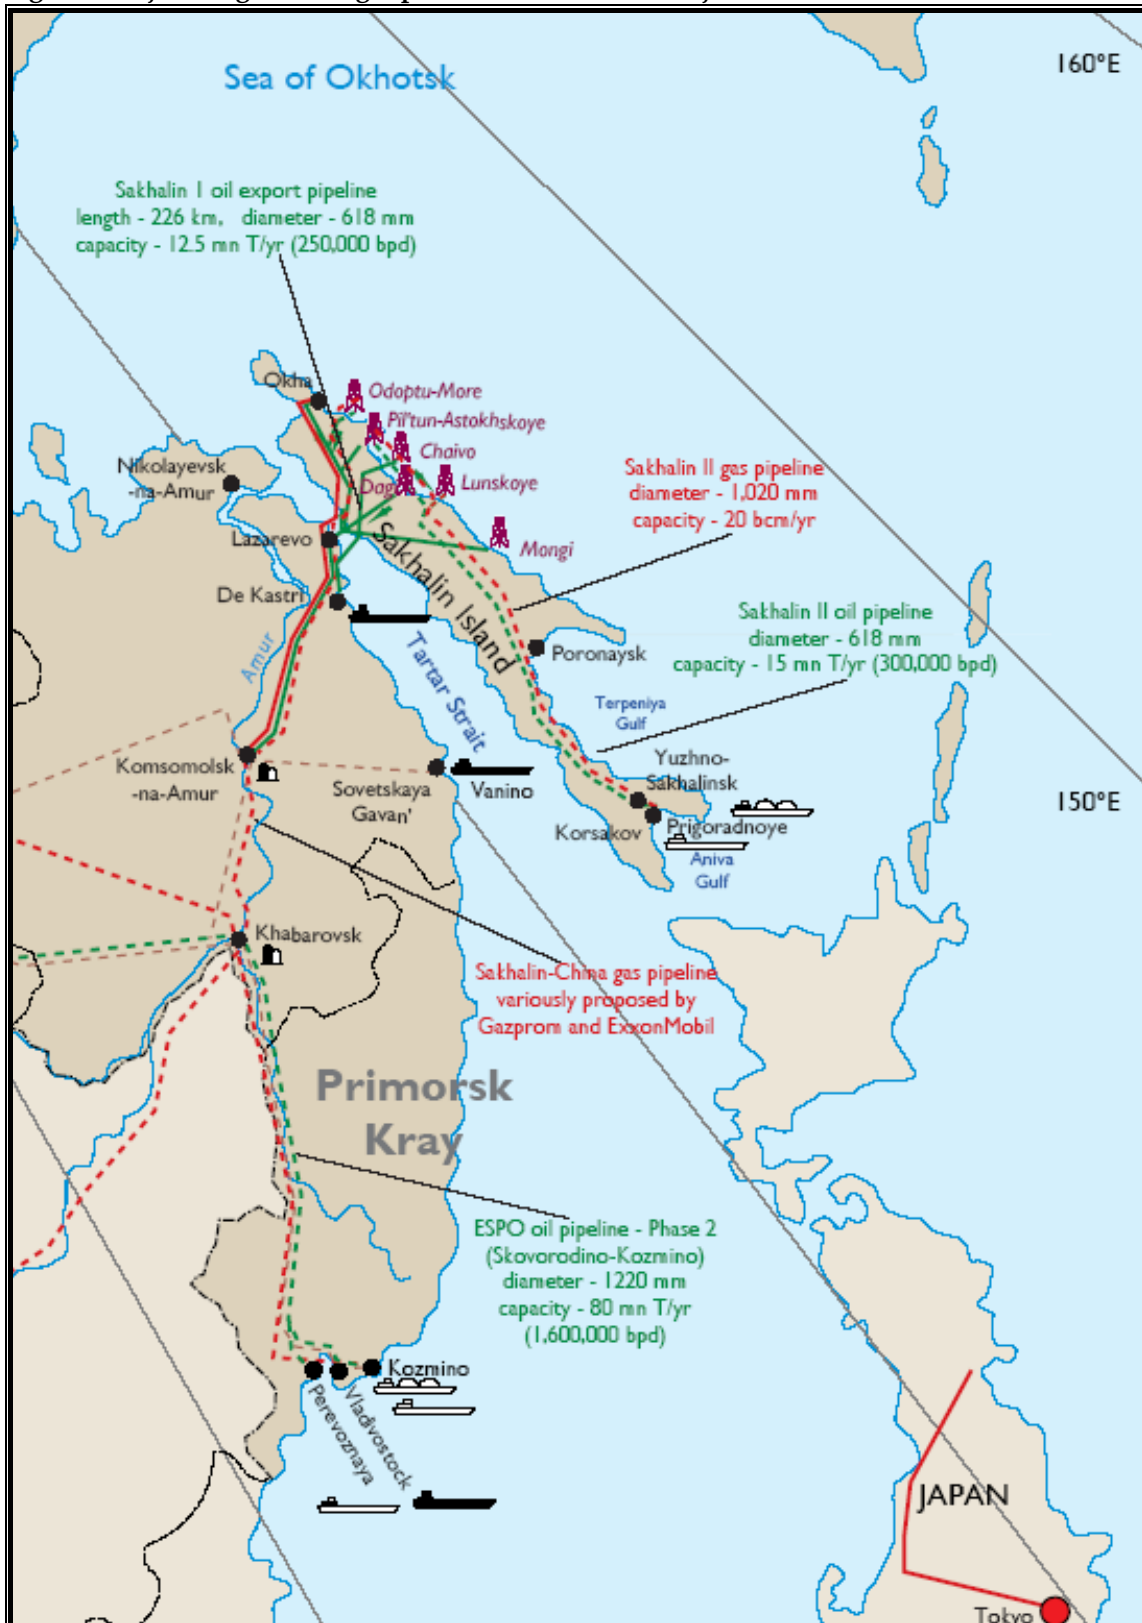 Sea of Okhotsk
160°E
Sakhalin 1 oil export pipeline
length - 226 km, diameter - 618 mm
capacity - 12.5 mn T/yr (250,000 bpd)
Okha
Odoptu-More
Pil'tun-Astokhskoye
Chaivo
Nikolayevsk
-na-Amur
Dagi
Lunskoye
Sakhalin II gas pipeline
diameter - 1,020 mm
capacity - 20 bcm/yr
Lazarevo
Mongi
Sakhalin Island
De Kastri
Sakhalin II oil pipeline
diameter - 618 mm
capacity - 15 mn T/yr (300,000 bpd)
Amur
Tartar Strait
Poronaysk
Terpeniya
Gulf
Komsomolsk
-na-Amur
Sovetskaya
Gavan'
Vanino
Yuzhno-
Sakhalinsk
150°E
Korsakov
Prigoradnoye
Aniva
Gulf
Khabarovsk
Sakhalin-China gas pipeline
variously proposed by
Gazprom and ExxonMobil
Primorsk
Kray
ESPO oil pipeline - Phase 2
(Skovorodino-Kozmino)
diameter - 1220 mm
capacity - 80 mn T/yr
(1,600,000 bpd)
Kozmino
Vladivostock
Perevoznaya
JAPAN
Tokyo